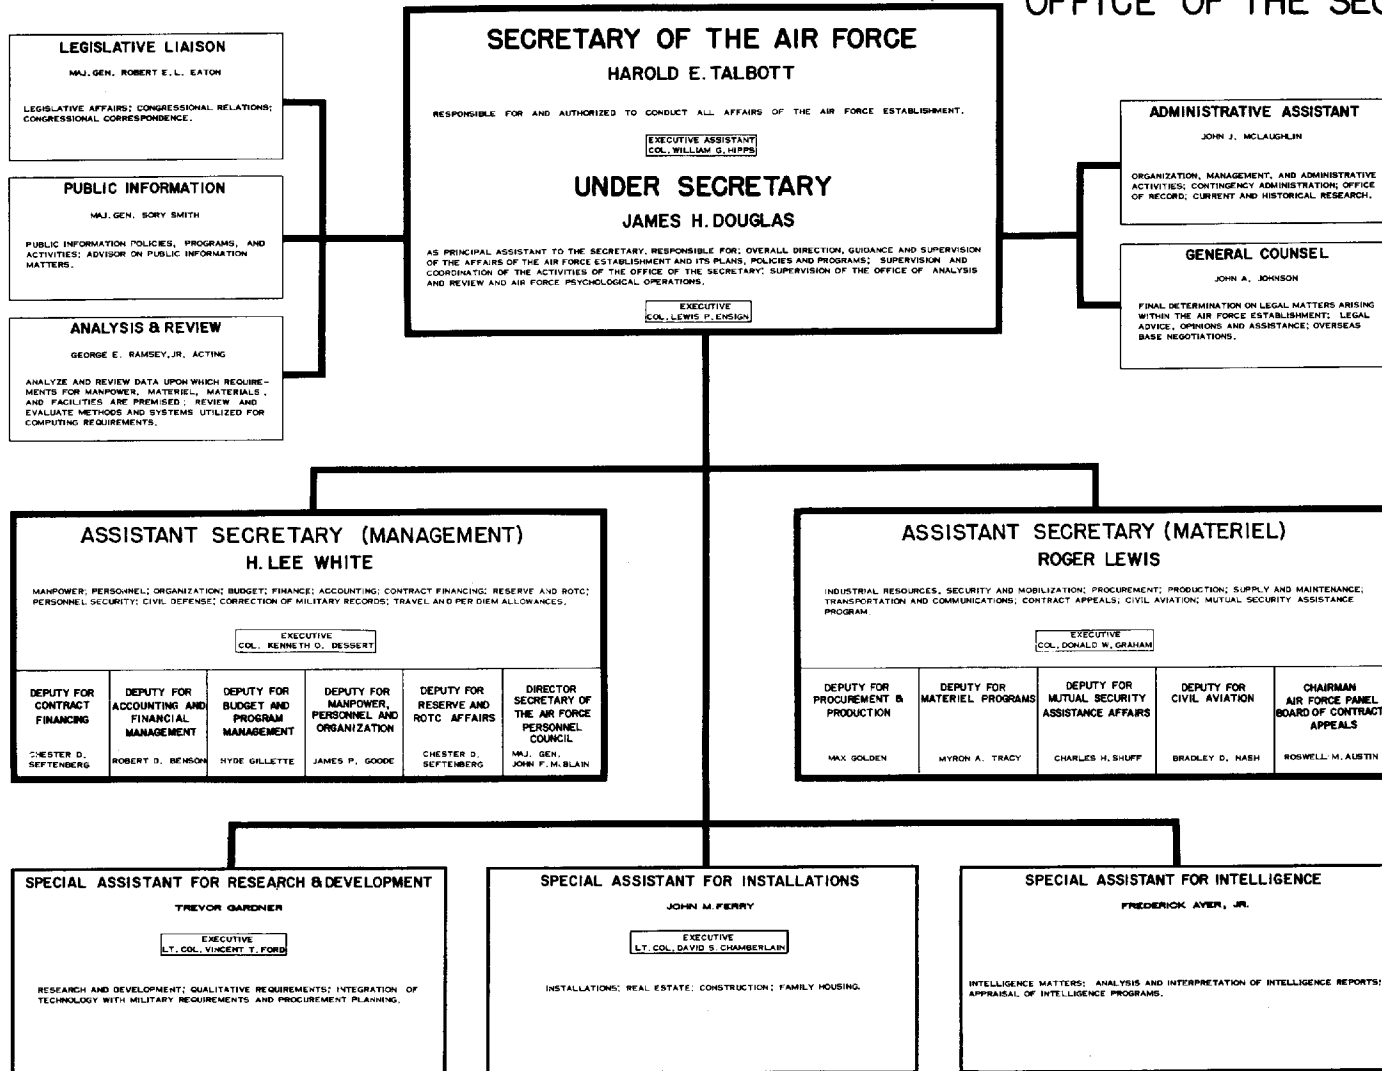 OFFICE OF THE SEC
LEGISLATIVE LIAISON
MAJ. GEN. ROBERT E. L. EATON
LEGISLATIVE AFFAIRS; CONGRESSIONAL RELATIONS;
CONGRESSIONAL CORRESPONDENCE.
PUBLIC INFORMATION
MAJ. GEN. SORY SMITH
PUBLIC INFORMATION POLICIES, PROGRAMS, AND
ACTIVITIES; ADVISOR ON PUBLIC INFORMATION
MATTERS.
ANALYSIS & REVIEW
GEORGE E. RAMSEY, JR. ACTING
ANALYZE AND REVIEW DATA UPON WHICH REQUIRE-
MENTS FOR MANPOWER, MATERIEL, MATERIALS,
AND FACILITIES ARE PREMISED; REVIEW AND
EVALUATE METHODS AND SYSTEMS UTILIZED FOR
COMPUTING REQUIREMENTS.
SECRETARY OF THE AIR FORCE
HAROLD E. TALBOTT
RESPONSIBLE FOR AND AUTHORIZED TO CONDUCT ALL AFFAIRS OF THE AIR FORCE ESTABLISHMENT.
EXECUTIVE ASSISTANT
COL. WILLIAM G. HIPPS
UNDER SECRETARY
JAMES H. DOUGLAS
AS PRINCIPAL ASSISTANT TO THE SECRETARY, RESPONSIBLE FOR: OVERALL DIRECTION, GUIDANCE AND SUPERVISION
OF THE AFFAIRS OF THE AIR FORCE ESTABLISHMENT AND ITS PLANS, POLICIES AND PROGRAMS; SUPERVISION AND
COORDINATION OF THE ACTIVITIES OF THE OFFICE OF THE SECRETARY; SUPERVISION OF THE OFFICE OF ANALYSIS
AND REVIEW AND AIR FORCE PSYCHOLOGICAL OPERATIONS.
EXECUTIVE
COL. LEWIS P. ENSIGN
ADMINISTRATIVE ASSISTANT
JOHN J. MCLAUGHLIN
ORGANIZATION, MANAGEMENT, AND ADMINISTRATIVE
ACTIVITIES; CONTINGENCY ADMINISTRATION; OFFICE
OF RECORD; CURRENT AND HISTORICAL RESEARCH.
GENERAL COUNSEL
JOHN A. JOHNSON
FINAL DETERMINATION ON LEGAL MATTERS ARISING
WITHIN THE AIR FORCE ESTABLISHMENT; LEGAL
ADVICE, OPINIONS AND ASSISTANCE; OVERSEAS
BASE NEGOTIATIONS.
ASSISTANT SECRETARY (MANAGEMENT)
H. LEE WHITE
MANPOWER; PERSONNEL; ORGANIZATION; BUDGET; FINANCE; ACCOUNTING; CONTRACT FINANCING; RESERVE AND ROTC;
PERSONNEL SECURITY; CIVIL DEFENSE; CORRECTION OF MILITARY RECORDS; TRAVEL AND PER DIEM ALLOWANCES.
EXECUTIVE
COL. KENNETH O. DESSERT
DEPUTY FOR
CONTRACT
FINANCING
CHESTER D.
SEFTENBERG
DEPUTY FOR
ACCOUNTING AND
FINANCIAL
MANAGEMENT
ROBERT D. BENSON
DEPUTY FOR
BUDGET AND
PROGRAM
MANAGEMENT
HYDE GILLETTE
DEPUTY FOR
MANPOWER,
PERSONNEL AND
ORGANIZATION
JAMES P. GOODE
DEPUTY FOR
RESERVE AND
ROTC AFFAIRS
CHESTER D.
SEFTENBERG
DIRECTOR
SECRETARY OF
THE AIR FORCE
PERSONNEL
COUNCIL
MAJ. GEN.
JOHN F. M. BLAIN
ASSISTANT SECRETARY (MATERIEL)
ROGER LEWIS
INDUSTRIAL RESOURCES, SECURITY AND MOBILIZATION; PROCUREMENT; PRODUCTION; SUPPLY AND MAINTENANCE;
TRANSPORTATION AND COMMUNICATIONS; CONTRACT APPEALS; CIVIL AVIATION; MUTUAL SECURITY ASSISTANCE
PROGRAM.
EXECUTIVE
COL. DONALD W. GRAHAM
DEPUTY FOR
PROCUREMENT &
PRODUCTION
MAX GOLDEN
DEPUTY FOR
MATERIEL PROGRAMS
MYRON A. TRACY
DEPUTY FOR
MUTUAL SECURITY
ASSISTANCE AFFAIRS
CHARLES H. SHUFF
DEPUTY FOR
CIVIL AVIATION
BRADLEY D. NASH
CHAIRMAN
AIR FORCE PANEL
BOARD OF CONTRACT
APPEALS
ROSWELL M. AUSTIN
SPECIAL ASSISTANT FOR RESEARCH & DEVELOPMENT
TREVOR GARDNER
EXECUTIVE
LT. COL. VINCENT T. FORD
RESEARCH AND DEVELOPMENT; QUALITATIVE REQUIREMENTS; INTEGRATION OF
TECHNOLOGY WITH MILITARY REQUIREMENTS AND PROCUREMENT PLANNING.
SPECIAL ASSISTANT FOR INSTALLATIONS
JOHN M. FERRY
EXECUTIVE
LT. COL. DAVID S. CHAMBERLAIN
INSTALLATIONS; REAL ESTATE; CONSTRUCTION; FAMILY HOUSING.
SPECIAL ASSISTANT FOR INTELLIGENCE
FREDERICK AYER, JR.
INTELLIGENCE MATTERS; ANALYSIS AND INTERPRETATION OF INTELLIGENCE REPORTS;
APPRAISAL OF INTELLIGENCE PROGRAMS.